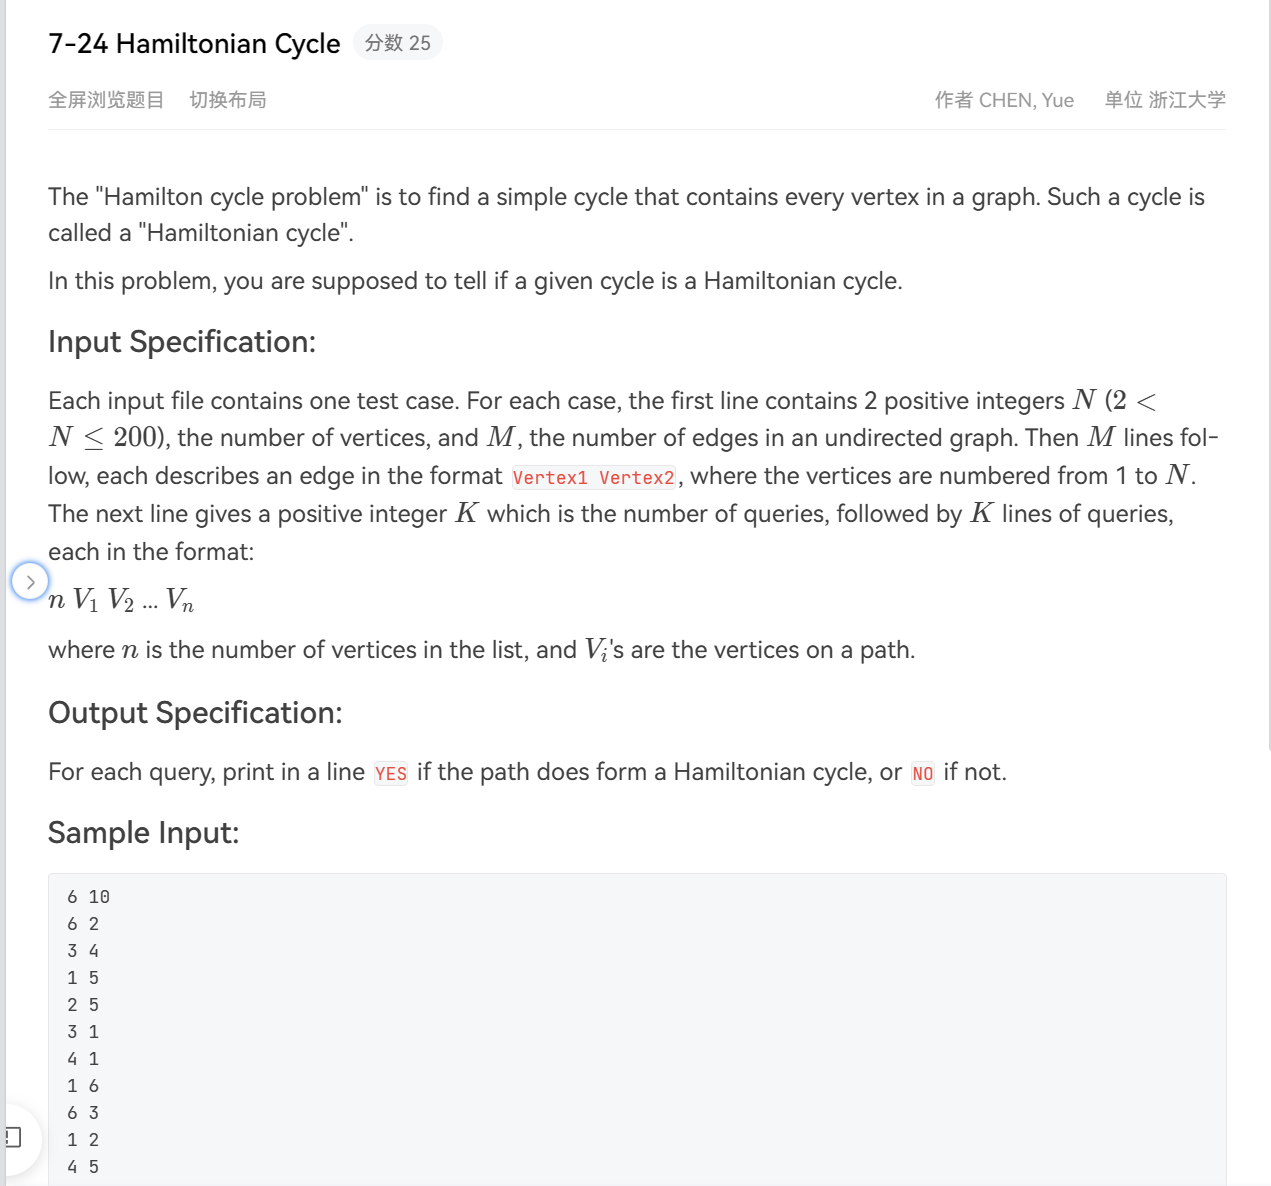 7-24 Hamiltonian Cycle 分数 25
全屏浏览题目 切换布局 作者 CHEN, Yue 单位 浙江大学
The "Hamilton cycle problem" is to find a simple cycle that contains every vertex in a graph. Such a cycle is
called a "Hamiltonian cycle".
In this problem, you are supposed to tell if a given cycle is a Hamiltonian cycle.
Input Specification:
Each input file contains one test case. For each case, the first line contains 2 positive integers N (2 <
N ≤ 200), the number of vertices, and M, the number of edges in an undirected graph. Then M lines fol-
low, each describes an edge in the format Vertex1 Vertex2, where the vertices are numbered from 1 to N.
The next line gives a positive integer K which is the number of queries, followed by K lines of queries,
each in the format:
n V₁ V₂ ... Vₙ
where n is the number of vertices in the list, and Vᵢ's are the vertices on a path.
Output Specification:
For each query, print in a line YES if the path does form a Hamiltonian cycle, or NO if not.
Sample Input:
6 10
6 2
3 4
1 5
2 5
3 1
4 1
1 6
6 3
1 2
4 5